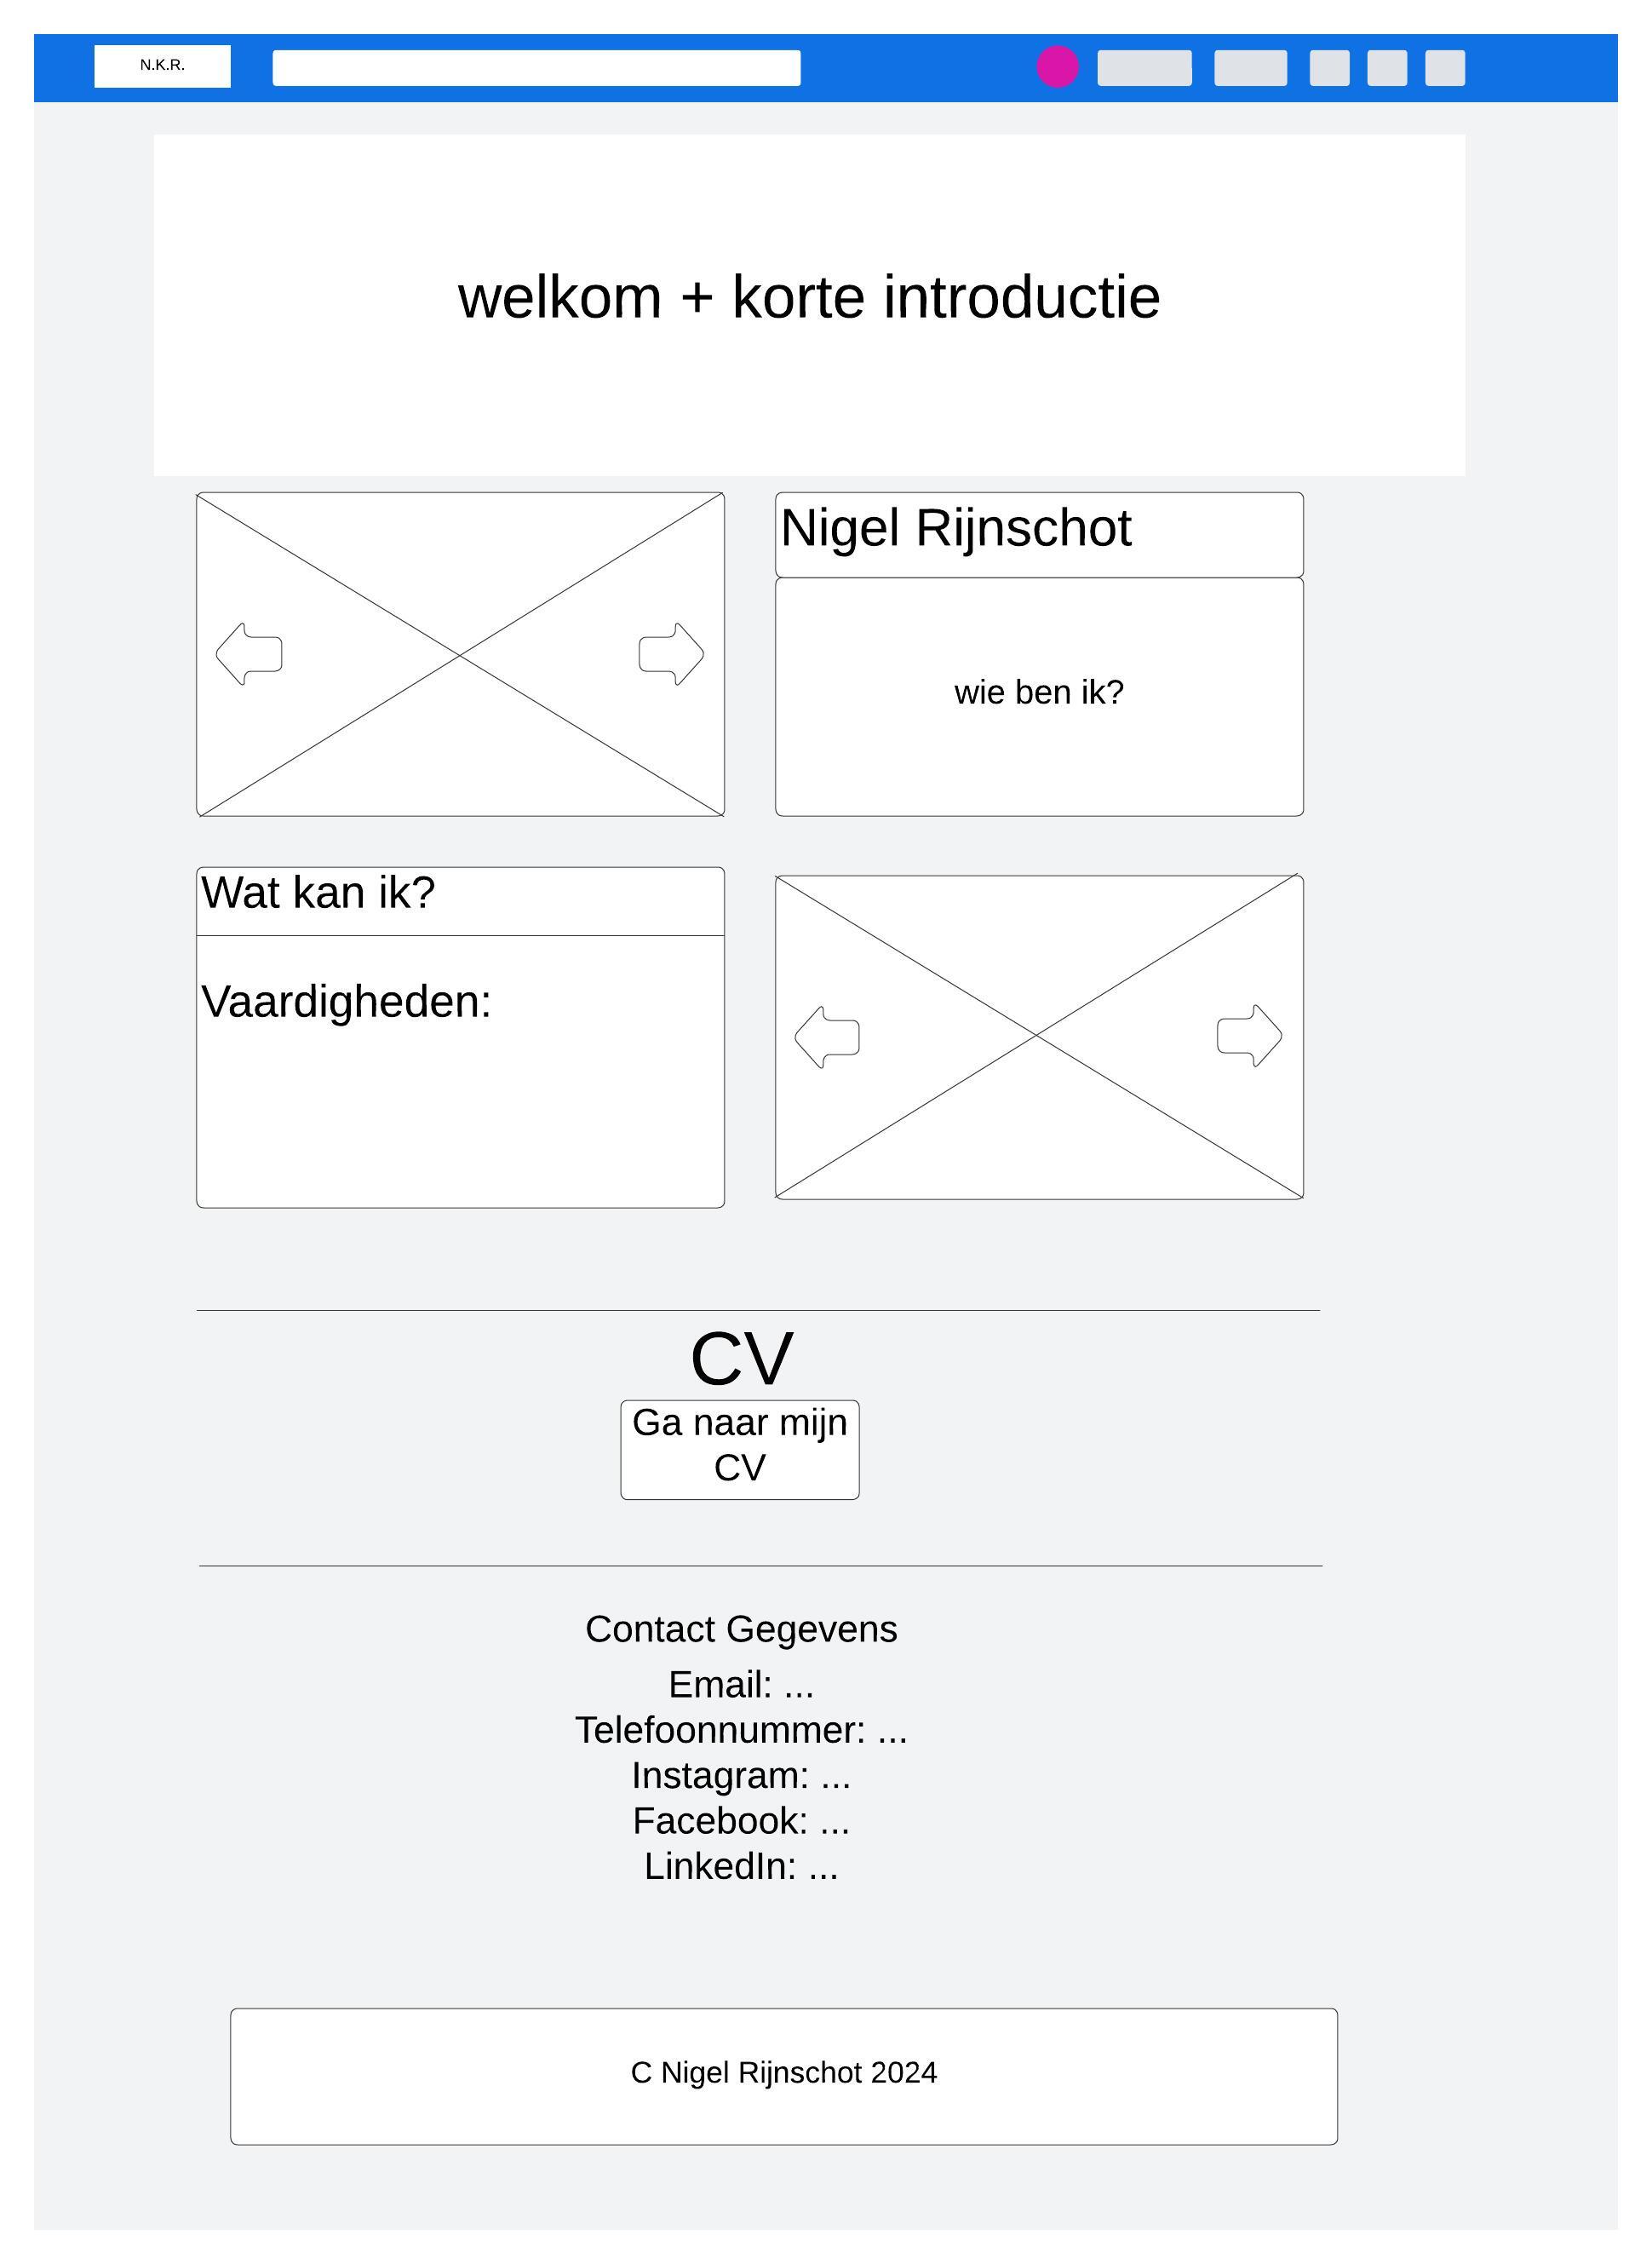 N.K.R.
welkom + korte introductie
Nigel Rijnschot
wie ben ik?
Wat kan ik?
Vaardigheden:
CV
Ga naar mijn
CV
Contact Gegevens
Email: ...
Telefoonnummer: ...
Instagram: ...
Facebook: ...
LinkedIn: ...
C Nigel Rijnschot 2024